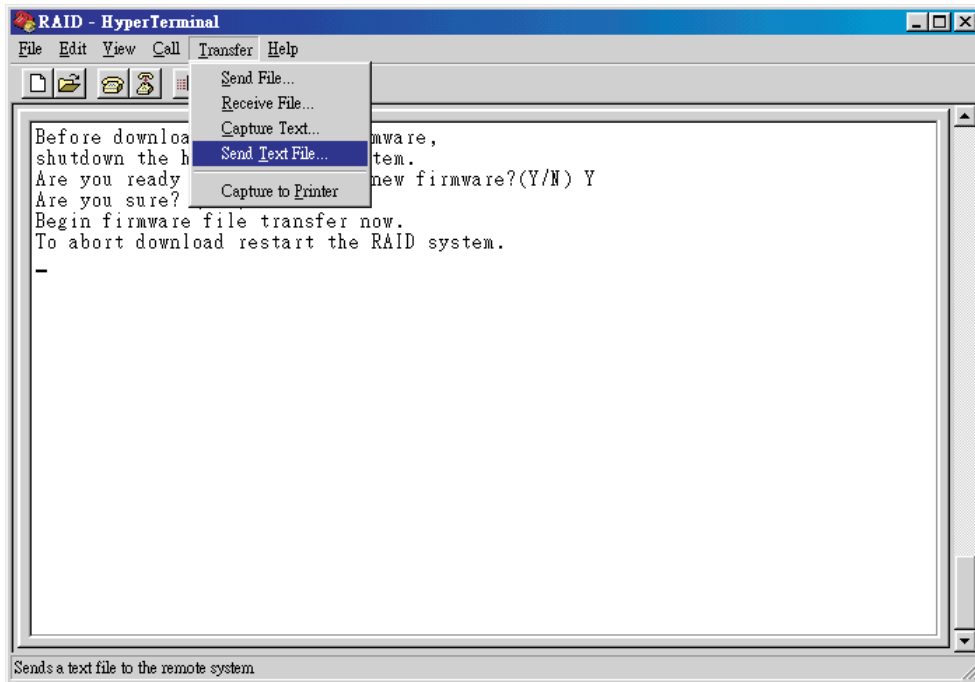 RAID - HyperTerminal
File Edit View Call Transfer Help
Send File...
Receive File...
Capture Text...
Send Text File...
Capture to Printer
Before downloa mware,
shutdown the h tem.
Are you ready new firmware?(Y/N) Y
Are you sure?
Begin firmware file transfer now.
To abort download restart the RAID system.
Sends a text file to the remote system